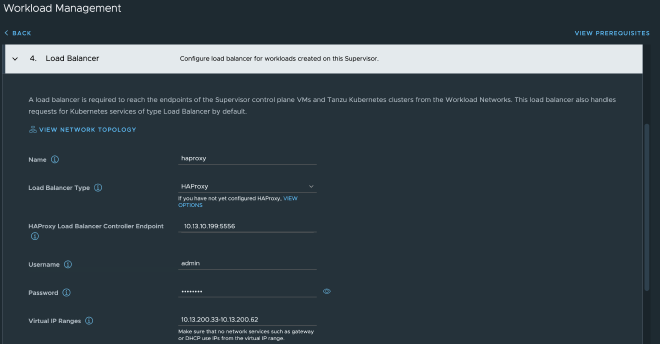 Workload Management
BACK
VIEW PREREQUISITES
4. Load Balancer Configure load balancer for workloads created on this Supervisor.
A load balancer is required to reach the endpoints of the Supervisor control plane VMs and Tanzu Kubernetes clusters from the Workload Networks. This load balancer also handles
requests for Kubernetes services of type Load Balancer by default.
VIEW NETWORK TOPOLOGY
Name haproxy
Load Balancer Type HAProxy
If you have not yet configured HAProxy, VIEW
OPTIONS
HAProxy Load Balancer Controller Endpoint 10.13.10.199:5556
Username admin
Password ••••••••
Virtual IP Ranges 10.13.200.33-10.13.200.62
Make sure that no network services such as gateway
or DHCP use IPs from the virtual IP range.